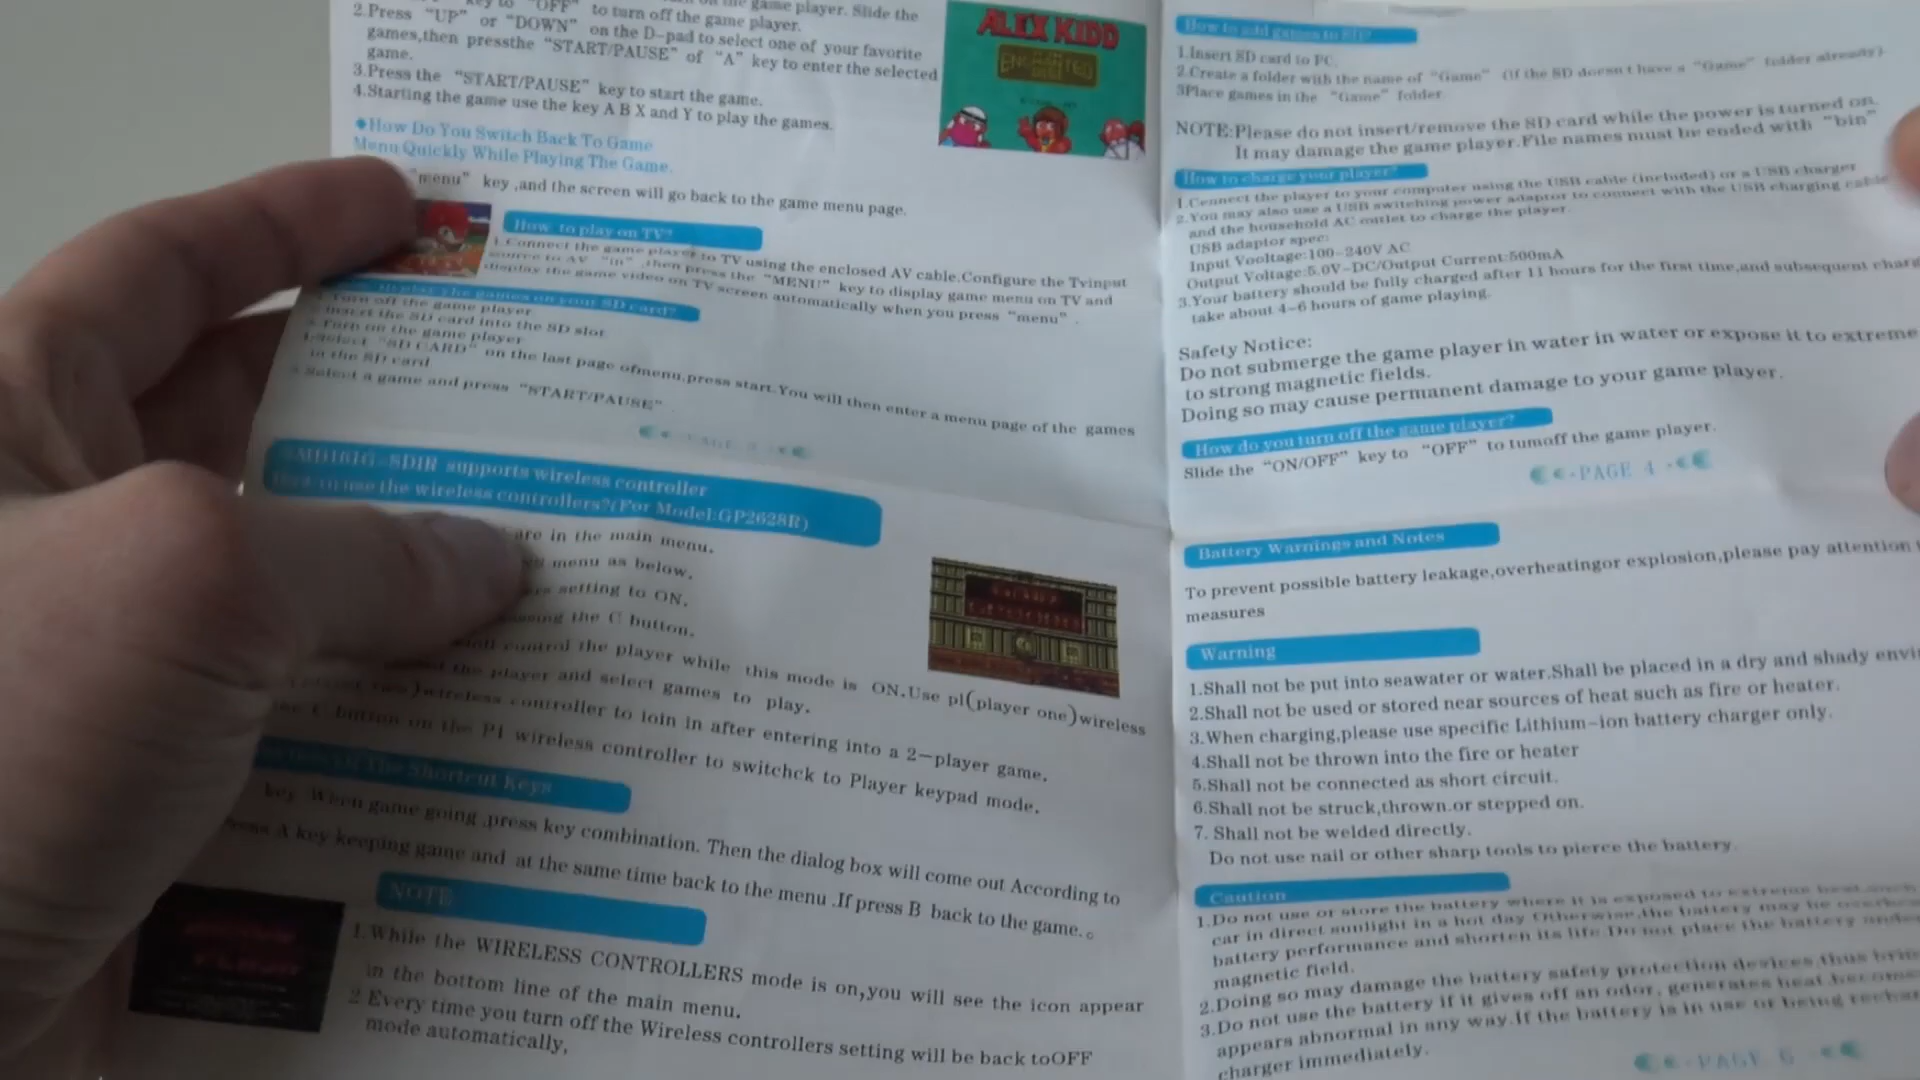 key to "OFF" to turn off the game player. Slide the
2.Press "UP" or "DOWN" on the D-pad to select one of your favorite
games,then pressthe "START/PAUSE" of "A" key to enter the selected
game.
3.Press the "START/PAUSE" key to start the game.
4.Starting the game use the key A B X and Y to play the games.
◆How Do You Switch Back To Game
Menu Quickly While Playing The Game.
"menu" key ,and the screen will go back to the game menu page.
How to play on TV?
1.Connect the game player to TV using the enclosed AV cable.Configure the Tvinput
source to AV "in" ,then press the "MENU" key to display game menu on TV and
display the game video on TV screen automatically when you press "menu" .
play the games on your SD card?
Turn off the game player
Insert the SD card into the SD slot
Turn on the game player
Select "SD CARD" on the last page ofmenu,press start.You will then enter a menu page of the games
in the SD card
Select a game and press "START/PAUSE"
ALEX KIDD
ENCHANTED
supports wireless controller
to use the wireless controllers?(For Model:GP2628R)
are in the main menu.
menu as below.
setting to ON.
the C button.
control the player while this mode is ON.Use pl(player one)wireless
the player and select games to play.
wireless controller to ioin in after entering into a 2-player game.
C button on the P1 wireless controller to switchck to Player keypad mode.
The Shortcut Keys
key. When game going ,press key combination. Then the dialog box will come out According to
Press A key keeping game and at the same time back to the menu .If press B back to the game.。
NOTE
1.While the WIRELESS CONTROLLERS mode is on,you will see the icon appear
in the bottom line of the main menu.
2 Every time you turn off the Wireless controllers setting will be back toOFF
mode automatically,
How to add games to SD?
1.Insert SD card to PC.
2.Create a folder with the name of "Game" (if the SD doesn't have a "Game" folder already)
3Place games in the "Game" folder
NOTE:Please do not insert/remove the SD card while the power is turned on.
It may damage the game player.File names must be ended with "bin"
How to charge your player?
1.Connect the player to your computer using the USB cable (included) or a USB charger
2.You may also use a USB switching power adaptor to connect with the USB charging cable
and the household AC outlet to charge the player.
USB adaptor spec:
Input Vooltage:100-240V AC
Output Voltage:5.0V-DC/Output Current:500mA
3.Your battery should be fully charged after 11 hours for the first time,and subsequent
take about 4-6 hours of game playing.
Safety Notice:
Do not submerge the game player in water in water or expose it to extreme
to strong magnetic fields.
Doing so may cause permanent damage to your game player.
How do you turn off the game player?
Slide the "ON/OFF" key to "OFF" to tumoff the game player.
PAGE 4
Battery Warnings and Notes
To prevent possible battery leakage,overheatingor explosion,please pay attention
measures
Warning
1.Shall not be put into seawater or water.Shall be placed in a dry and shady
2.Shall not be used or stored near sources of heat such as fire or heater.
3.When charging,please use specific Lithium-ion battery charger only.
4.Shall not be thrown into the fire or heater
5.Shall not be connected as short circuit.
6.Shall not be struck,thrown.or stepped on.
7. Shall not be welded directly.
Do not use nail or other sharp tools to pierce the battery.
Caution
1.Do not use or store the battery where it is exposed to extreme heat,such
car in direct sunlight in a hot day Otherwise,the battery may be
battery performance and shorten its life.Do not place the battery
magnetic field.
2.Doing so may damage the battery safety protection devices,thus
3.Do not use the battery if it gives off an odor, generates heat,
appears abnormal in any way.If the battery is in use or being
charger immediately.
PAGE 6